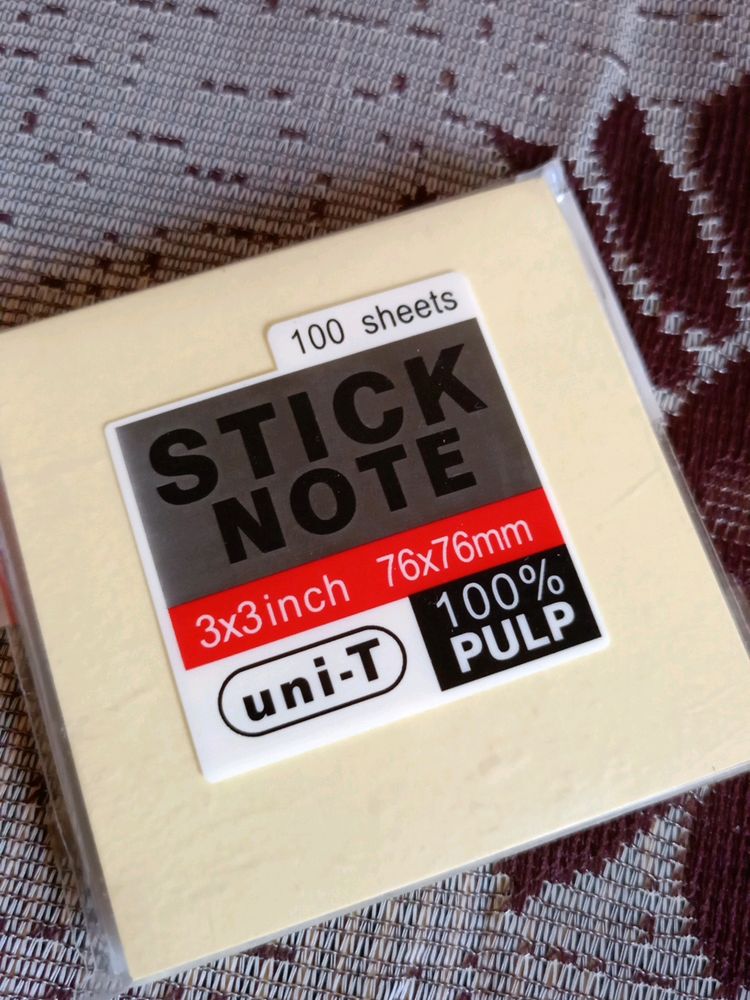 100 sheets
STICK
NOTE
3x3inch 76x76mm
100%
PULP
uni-T